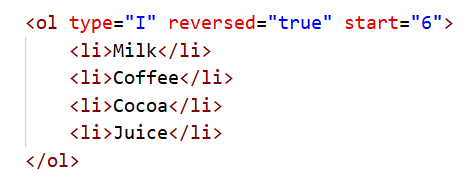 <ol type="I" reversed="true" start="6">
<li>Milk</li>
<li>Coffee</li>
<li>Cocoa</li>
<li>Juice</li>
</ol>